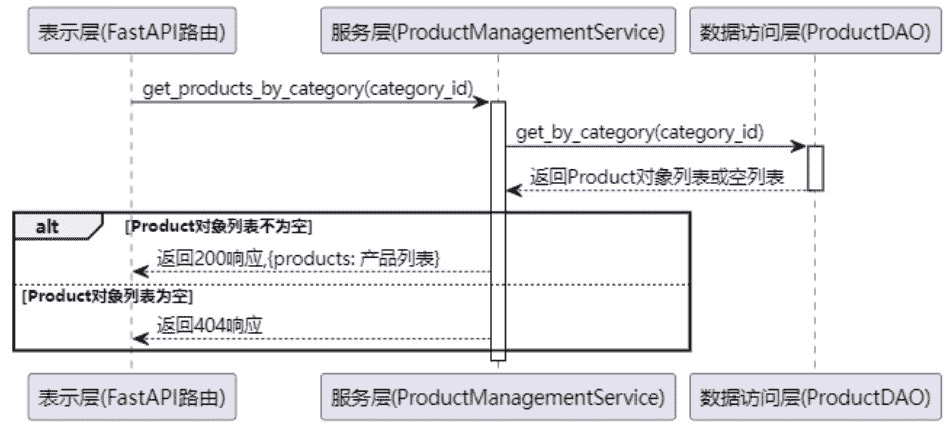 表示层(FastAPI路由)
服务层(ProductManagementService)
数据访问层(ProductDAO)
get_products_by_category(category_id)
get_by_category(category_id)
返回Product对象列表或空列表
alt
[Product对象列表不为空]
返回200响应,{products: 产品列表}
[Product对象列表为空]
返回404响应
表示层(FastAPI路由)
服务层(ProductManagementService)
数据访问层(ProductDAO)